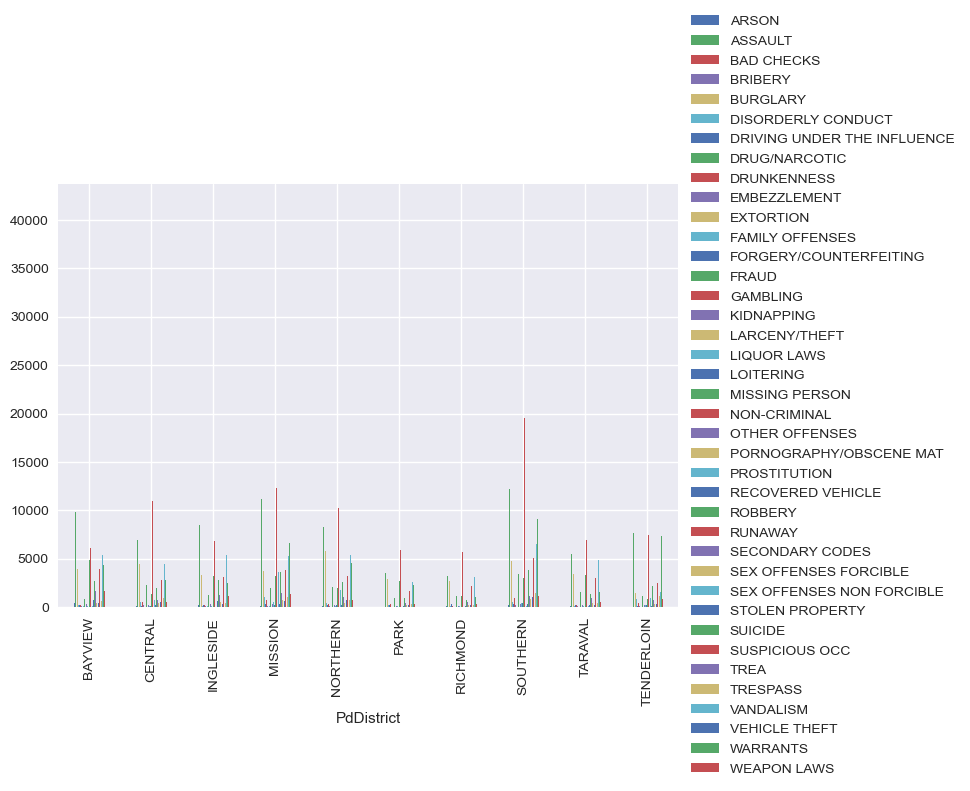 40000
35000
30000
25000
20000
15000
10000
5000
0
BAYVIEW
CENTRAL
INGLESIDE
MISSION
NORTHERN
PARK
RICHMOND
SOUTHERN
TARAVAL
TENDERLOIN
PdDistrict
ARSON
ASSAULT
BAD CHECKS
BRIBERY
BURGLARY
DISORDERLY CONDUCT
DRIVING UNDER THE INFLUENCE
DRUG/NARCOTIC
DRUNKENNESS
EMBEZZLEMENT
EXTORTION
FAMILY OFFENSES
FORGERY/COUNTERFEITING
FRAUD
GAMBLING
KIDNAPPING
LARCENY/THEFT
LIQUOR LAWS
LOITERING
MISSING PERSON
NON-CRIMINAL
OTHER OFFENSES
PORNOGRAPHY/OBSCENE MAT
PROSTITUTION
RECOVERED VEHICLE
ROBBERY
RUNAWAY
SECONDARY CODES
SEX OFFENSES FORCIBLE
SEX OFFENSES NON FORCIBLE
STOLEN PROPERTY
SUICIDE
SUSPICIOUS OCC
TREA
TRESPASS
VANDALISM
VEHICLE THEFT
WARRANTS
WEAPON LAWS